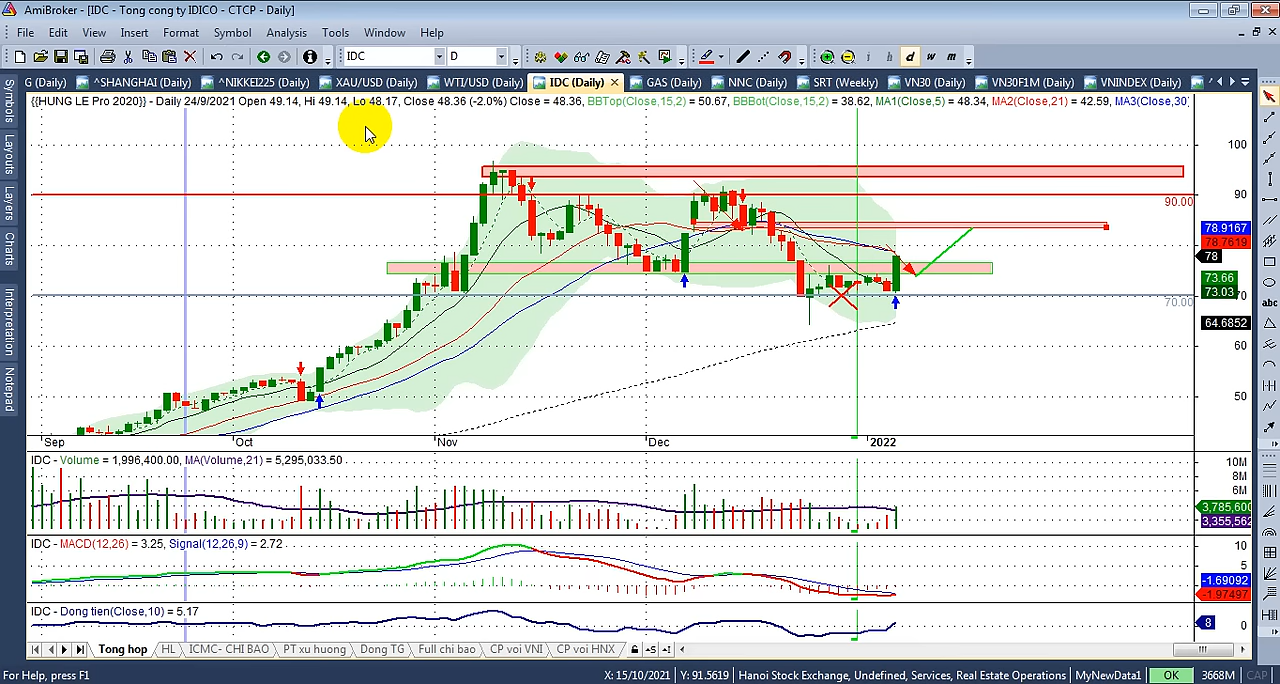 AmiBroker - [IDC - Tong cong ty IDICO - CTCP - Daily]
File Edit View Insert Format Symbol Analysis Tools Window Help
IDC D i h d w m
G (Daily) ^SHANGHAI (Daily) ^NIKKEI225 (Daily) XAU/USD (Daily) WTI/USD (Daily) IDC (Daily) GAS (Daily) NNC (Daily) SRT (Weekly) VN30 (Daily) VN30F1M (Daily) VNINDEX (Daily)
Symbols
Layouts
Layers
Charts
Interpretation
Notepad
{{HUNG LE Pro 2020}} - Daily 24/9/2021 Open 49.14, Hi 49.14, Lo 48.17, Close 48.36 (-2.0%) Close = 48.36, BBTop(Close,15,2) = 50.67, BBBot(Close,15,2) = 38.62, MA1(Close,5) = 48.34, MA2(Close,21) = 42.59, MA3(Close,30)
100
90
90.00
78.9167
78.7619
78
73.66
73.03
70
70.00
64.6852
60
50
abc
Sep Oct Nov Dec 2022
IDC - Volume = 1,996,400.00, MA(Volume,21) = 5,295,033.50
10M
8M
6M
3,785,600
3,355,562
IDC - MACD(12,26) = 3.25, Signal(12,26,9) = 2.72
10
5
-1.69092
-1.97497
IDC - Dong tien(Close,10) = 5.17
8
0
Tong hop HL ICMC- CHI BAO PT xu huong Dong TG Full chi bao CP voi VNI CP voi HNX
For Help, press F1 X: 15/10/2021 Y: 91.5619 Hanoi Stock Exchange, Undefined, Services, Real Estate Operations MyNewData1 OK 3668M CAP